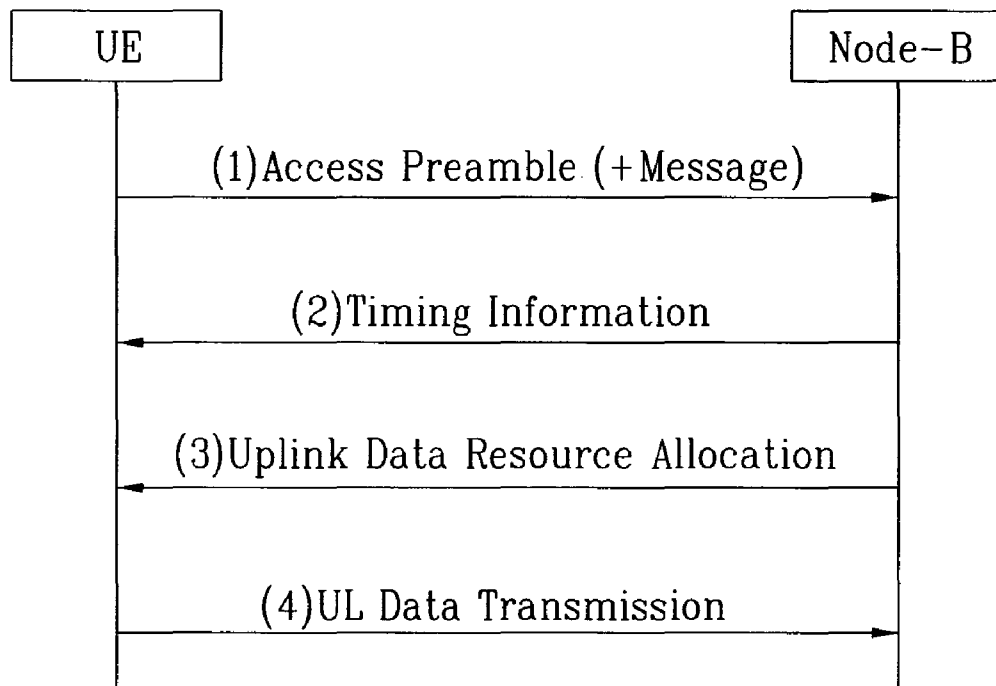 UE
Node-B
(1)Access Preamble (+Message)
(2)Timing Information
(3)Uplink Data Resource Allocation
(4)UL Data Transmission